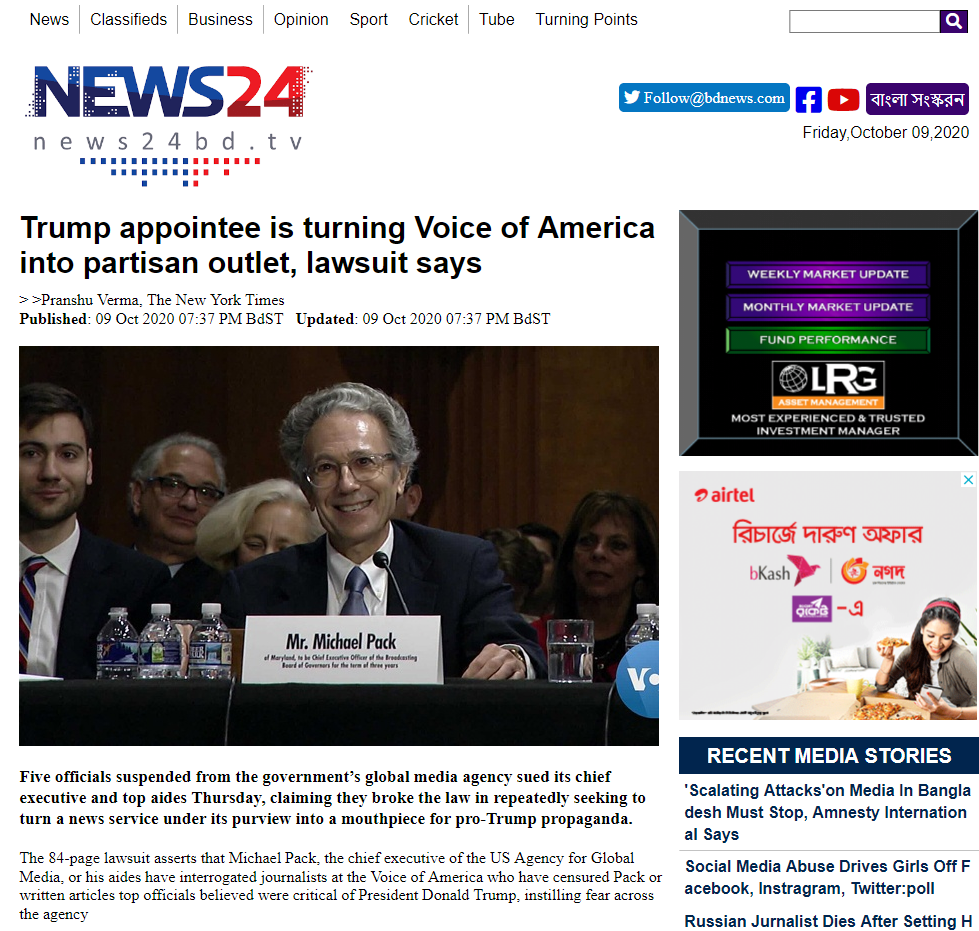 News Classifieds Business Opinion Sport Cricket Tube Turning Points
NEWS24
news24bd.tv
Follow@bdnews.com
বাংলা সংস্করন
Friday,October 09,2020
Trump appointee is turning Voice of America
into partisan outlet, lawsuit says
> >Pranshu Verma, The New York Times
Published: 09 Oct 2020 07:37 PM BdST Updated: 09 Oct 2020 07:37 PM BdST
Mr. Michael Pack
of Maryland, to be Chief Executive Officer of the Broadcasting
Board of Governors for the term of three years
Five officials suspended from the government’s global media agency sued its chief
executive and top aides Thursday, claiming they broke the law in repeatedly seeking to
turn a news service under its purview into a mouthpiece for pro-Trump propaganda.
The 84-page lawsuit asserts that Michael Pack, the chief executive of the US Agency for Global
Media, or his aides have interrogated journalists at the Voice of America who have censured Pack or
written articles top officials believed were critical of President Donald Trump, instilling fear across
the agency
WEEKLY MARKET UPDATE
MONTHLY MARKET UPDATE
FUND PERFORMANCE
LRG
ASSET MANAGEMENT
MOST EXPERIENCED & TRUSTED
INVESTMENT MANAGER
airtel
রিচার্জে দারুণ অফার
bKash নগদ
রকেট -এ
RECENT MEDIA STORIES
'Scalating Attacks'on Media In Bangla
desh Must Stop, Amnesty Internation
al Says
Social Media Abuse Drives Girls Off F
acebook, Instragram, Twitter:poll
Russian Jurnalist Dies After Setting H